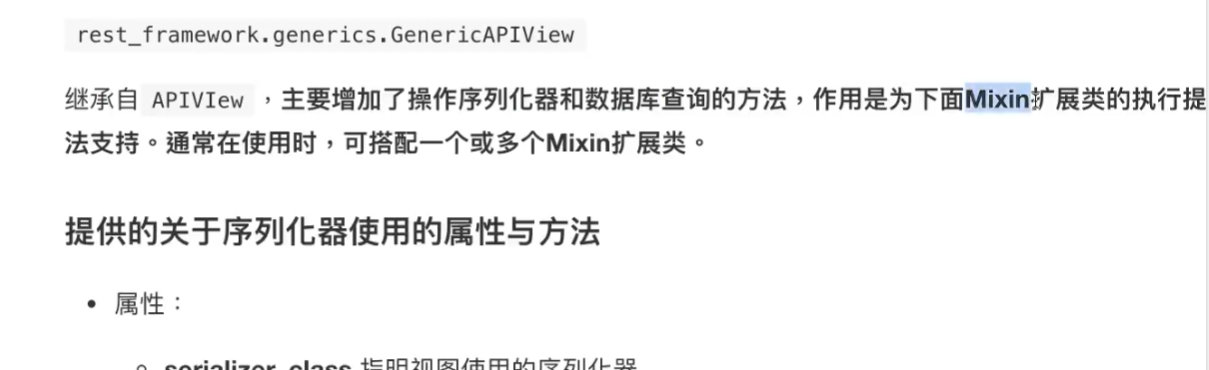 rest_framework.generics.GenericAPIView
继承自 APIVIew ，主要增加了操作序列化器和数据库查询的方法，作用是为下面Mixin扩展类的执行提
法支持。通常在使用时，可搭配一个或多个Mixin扩展类。
提供的关于序列化器使用的属性与方法
• 属性：
○ serializer_class 指明视图使用的序列化器